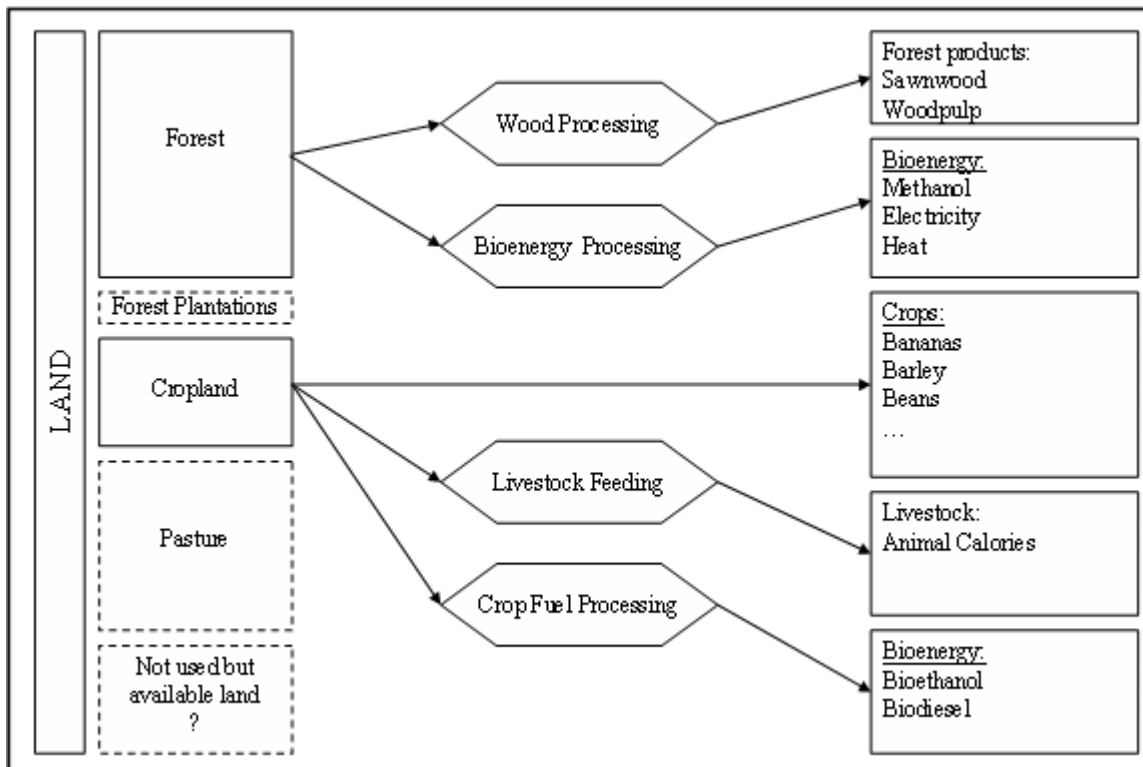 LAND
Forest
Forest Plantations
Cropland
Pasture
Not used but
available land
?
Wood Processing
Bioenergy Processing
Livestock Feeding
Crop Fuel Processing
Forest products:
Sawnwood
Woodpulp
Bioenergy:
Methanol
Electricity
Heat
Crops:
Bananas
Barley
Beans
…
Livestock:
Animal Calories
Bioenergy:
Bioethanol
Biodiesel